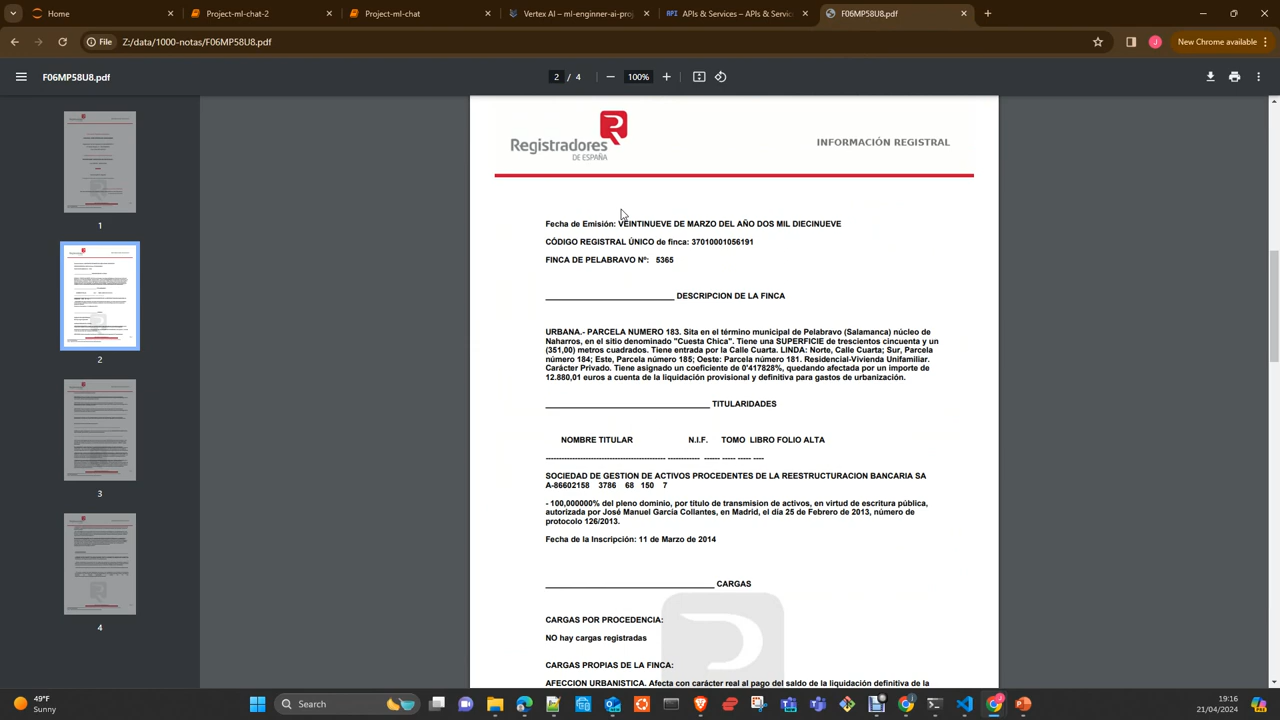 Home
Project-ml-chat-2
Project-ml-chat
Vertex AI – ml-engineer-a-proj
APIs & Services – APIs & Servic
F06MP58U8.pdf
File
Z:/data/1000-notas/F06MP58U8.pdf
New Chrome available
F06MP58U8.pdf
2 / 4
100%
Registradores
DE ESPAÑA
INFORMACIÓN REGISTRAL
Fecha de Emisión: VEINTINUEVE DE MARZO DEL AÑO DOS MIL DIECINUEVE
CÓDIGO REGISTRAL ÚNICO de finca: 37010001056191
FINCA DE PELABRAVO Nº: 5365
DESCRIPCION DE LA FINCA
URBANA.- PARCELA NUMERO 183. Sita en el término municipal de Pelabravo (Salamanca) núcleo de
Naharros, en el sitio denominado "Cuesta Chica". Tiene una SUPERFICIE de trescientos cincuenta y un
(351,00) metros cuadrados. Tiene entrada por la Calle Cuarta. LINDA: Norte, Calle Cuarta; Sur, Parcela
número 184; Este, Parcela número 185; Oeste: Parcela número 181. Residencial-Vivienda Unifamiliar.
Carácter Privado. Tiene asignado un coeficiente de 0'417828%, quedando afectada por un importe de
12.880,01 euros a cuenta de la liquidación provisional y definitiva para gastos de urbanización.
TITULARIDADES
NOMBRE TITULAR N.I.F. TOMO LIBRO FOLIO ALTA
SOCIEDAD DE GESTION DE ACTIVOS PROCEDENTES DE LA REESTRUCTURACION BANCARIA SA
A-86602158 3786 68 150 7
- 100,000000% del pleno dominio, por título de transmision de activos, en virtud de escritura pública,
autorizada por José Manuel García Collantes, en Madrid, el día 25 de Febrero de 2013, número de
protocolo 126/2013.
Fecha de la Inscripción: 11 de Marzo de 2014
CARGAS
CARGAS POR PROCEDENCIA:
NO hay cargas registradas
CARGAS PROPIAS DE LA FINCA:
AFECCION URBANISTICA. Afecta con carácter real al pago del saldo de la liquidación definitiva de la
1
2
3
4
49°F
Sunny
Search
19:16
21/04/2024